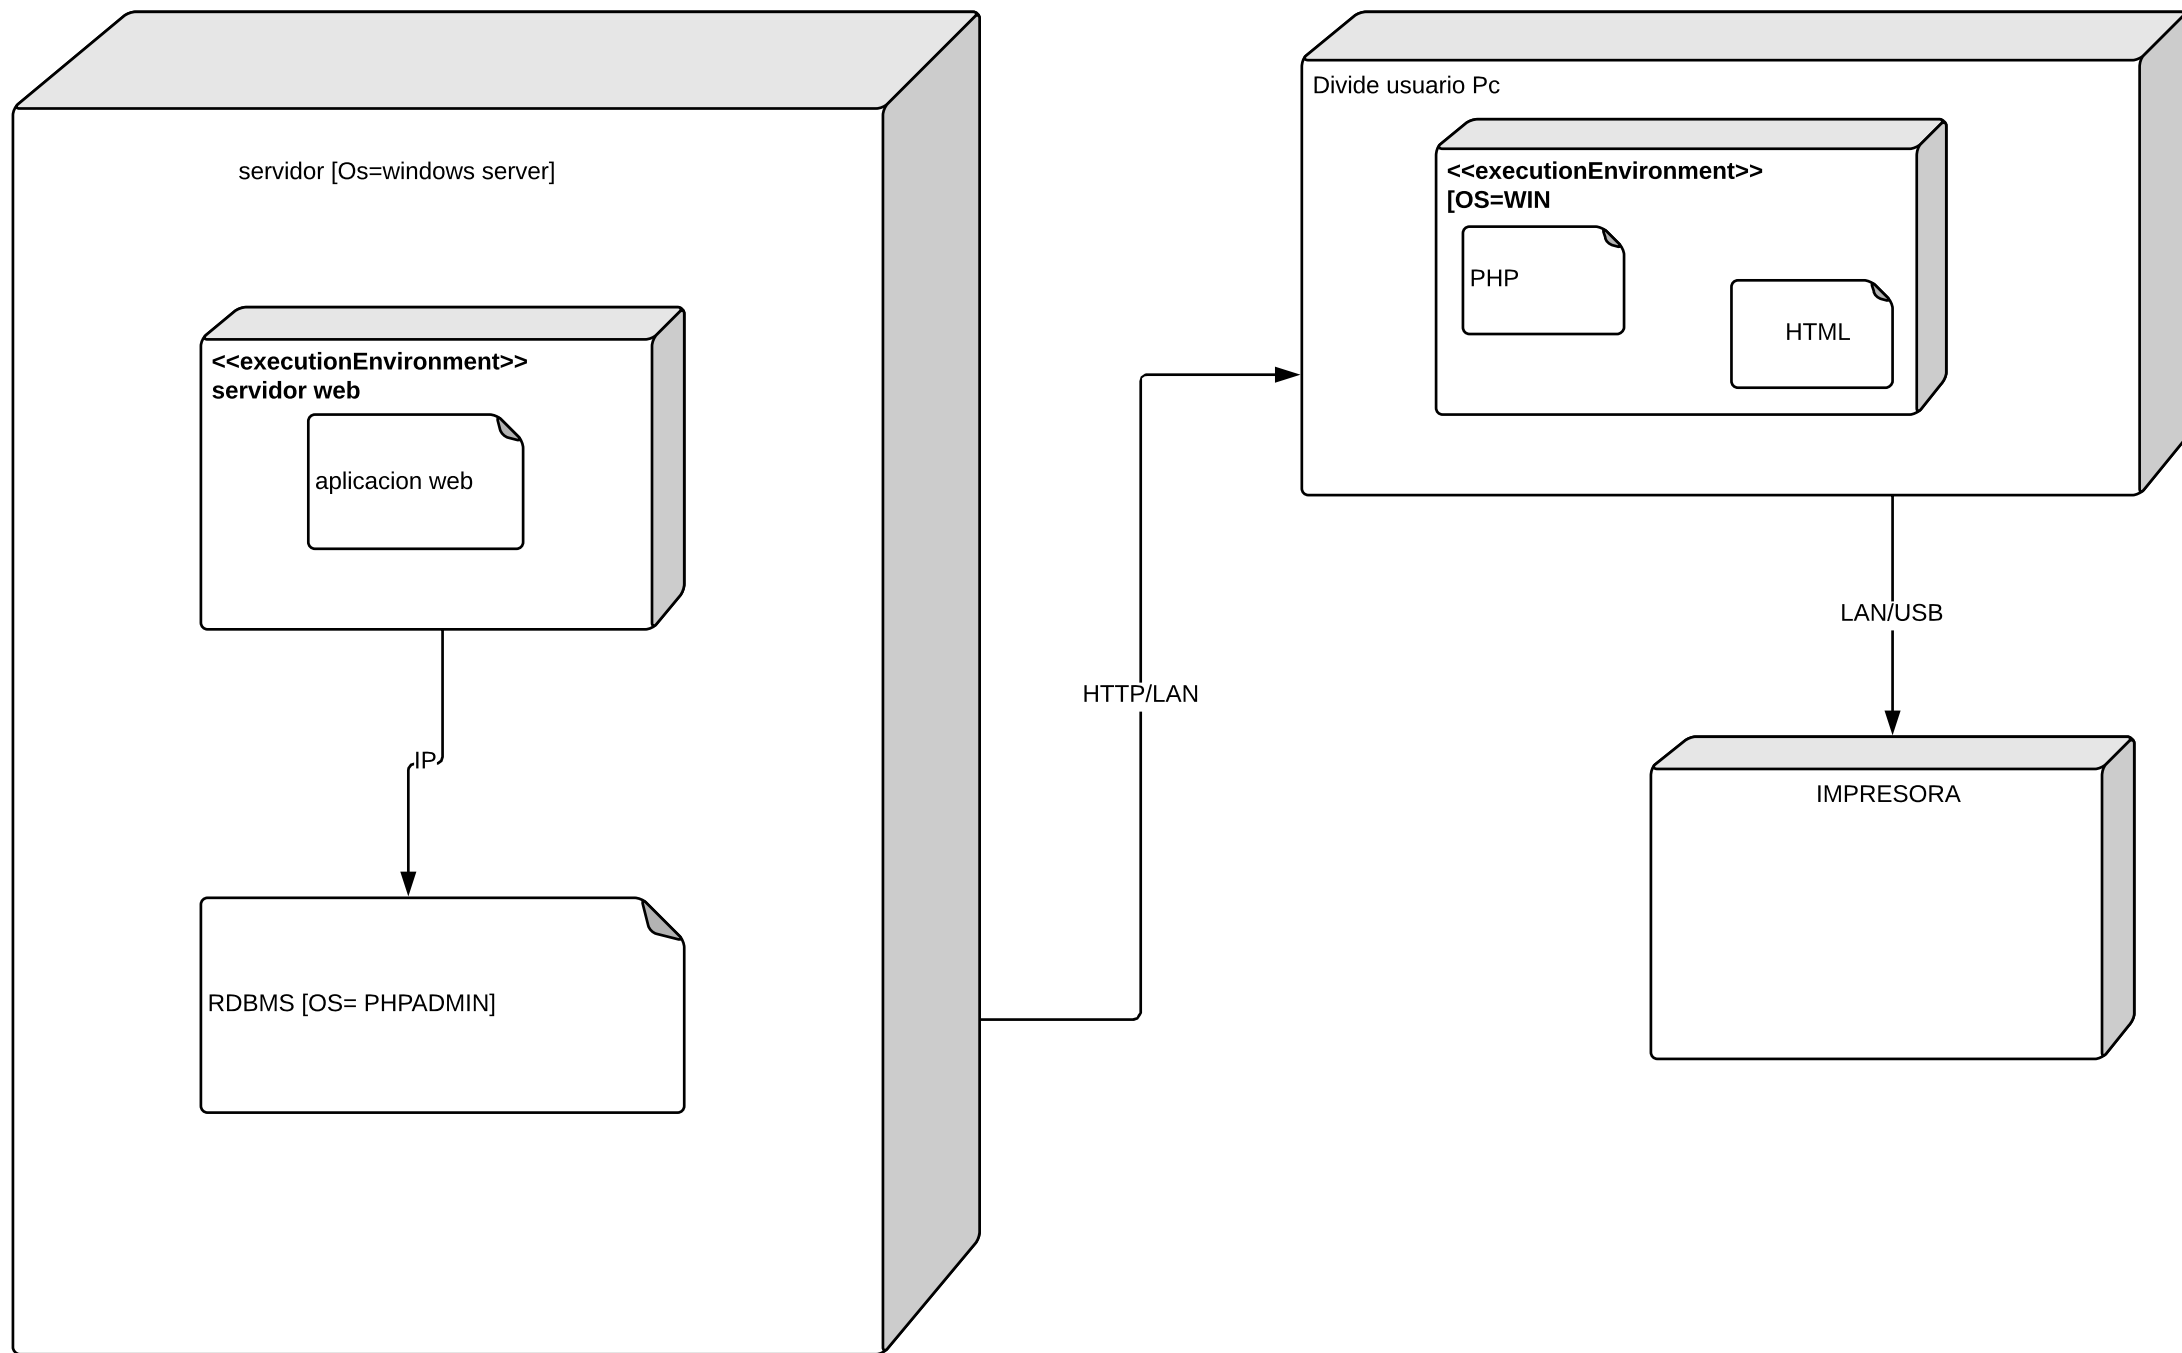 servidor [Os=windows server]
<<executionEnvironment>>
servidor web
aplicacion web
IP
RDBMS [OS= PHPADMIN]
HTTP/LAN
Divide usuario Pc
<<executionEnvironment>>
[OS=WIN
PHP
HTML
LAN/USB
IMPRESORA